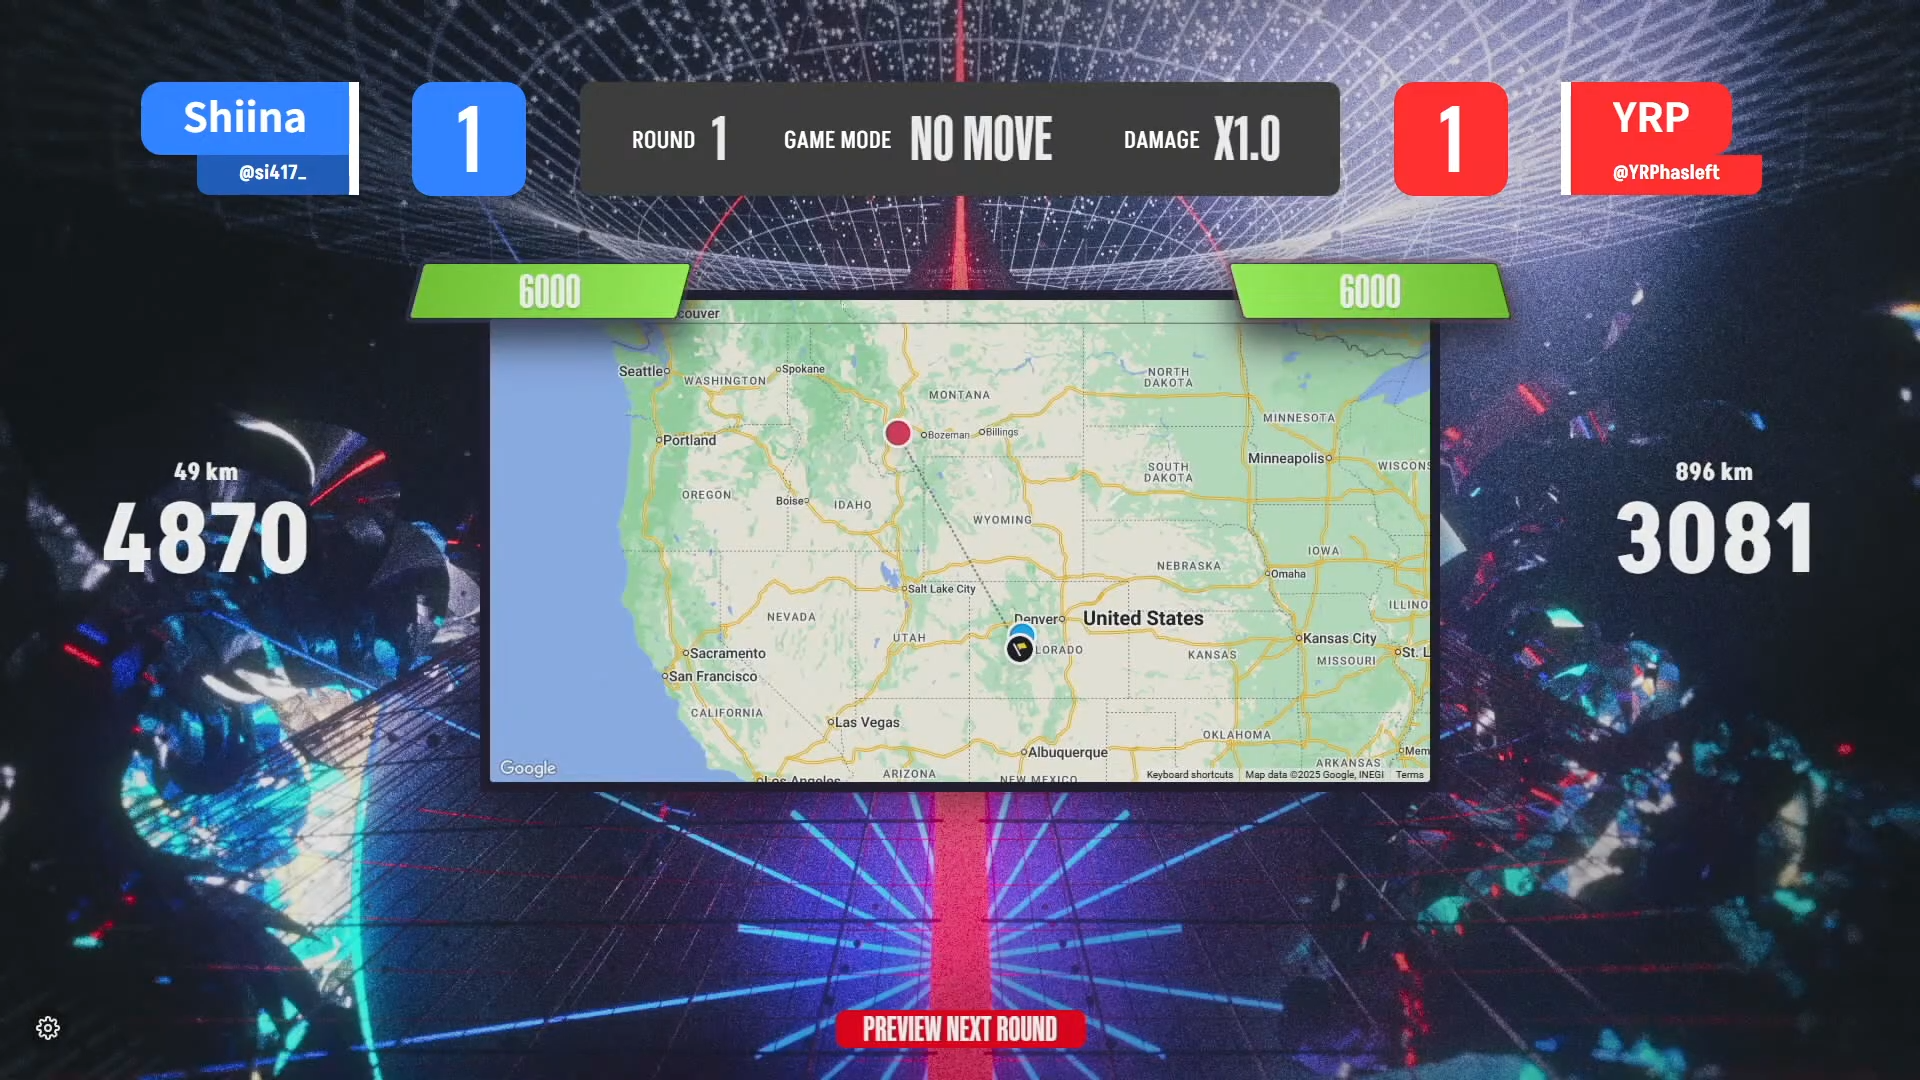 Shiina
@si417_
1
ROUND 1 GAME MODE NO MOVE DAMAGE X1.0
1
YRP
@YRPhasleft
6000
6000
couver
Seattle
Spokane
WASHINGTON
MONTANA
NORTH
DAKOTA
MINNESOTA
Portland
Bozeman
Billings
Minneapolis
WISCONS
SOUTH
DAKOTA
OREGON
Boise
IDAHO
WYOMING
IOWA
NEBRASKA
Omaha
Salt Lake City
NEVADA
UTAH
Denver
United States
ILLINO
LORADO
KANSAS
Kansas City
MISSOURI
St. L
Sacramento
San Francisco
CALIFORNIA
Las Vegas
OKLAHOMA
Albuquerque
Mem
ARKANSAS
Los Angeles
ARIZONA
NEW MEXICO
Google
Keyboard shortcuts
Map data ©2025 Google, INEGI
Terms
49 km
4870
896 km
3081
PREVIEW NEXT ROUND